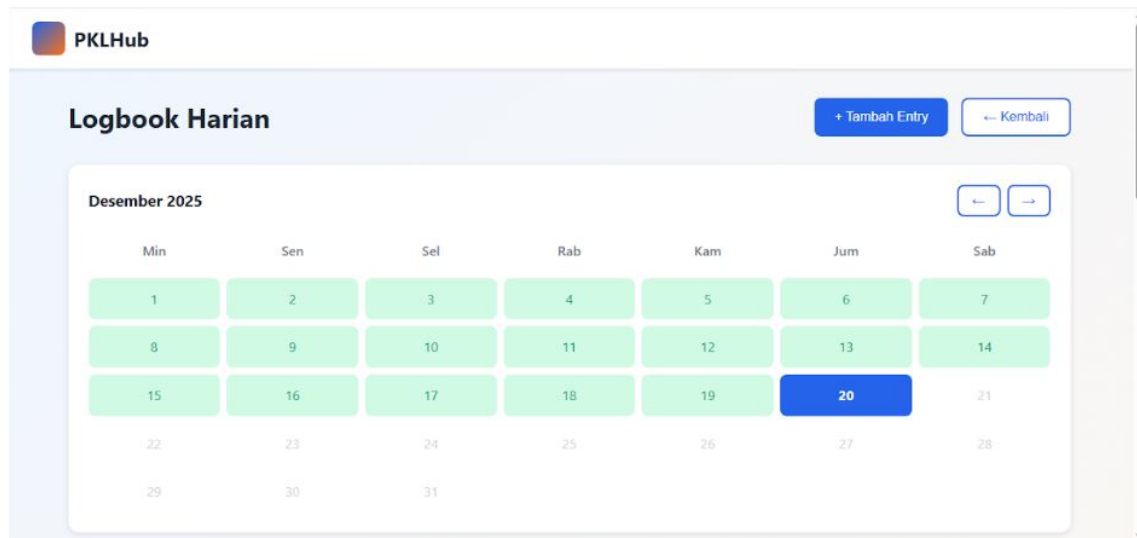 PKLHub
Logbook Harian
+ Tambah Entry
← Kembali
Desember 2025
← →
Min Sen Sel Rab Kam Jum Sab
1 2 3 4 5 6 7
8 9 10 11 12 13 14
15 16 17 18 19 20 21
22 23 24 25 26 27 28
29 30 31